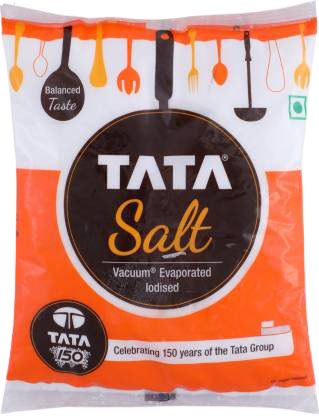 Balanced
Taste
TATA®
Salt
Vacuum® Evaporated
Iodised
TATA
150
Celebrating 150 years of the Tata Group